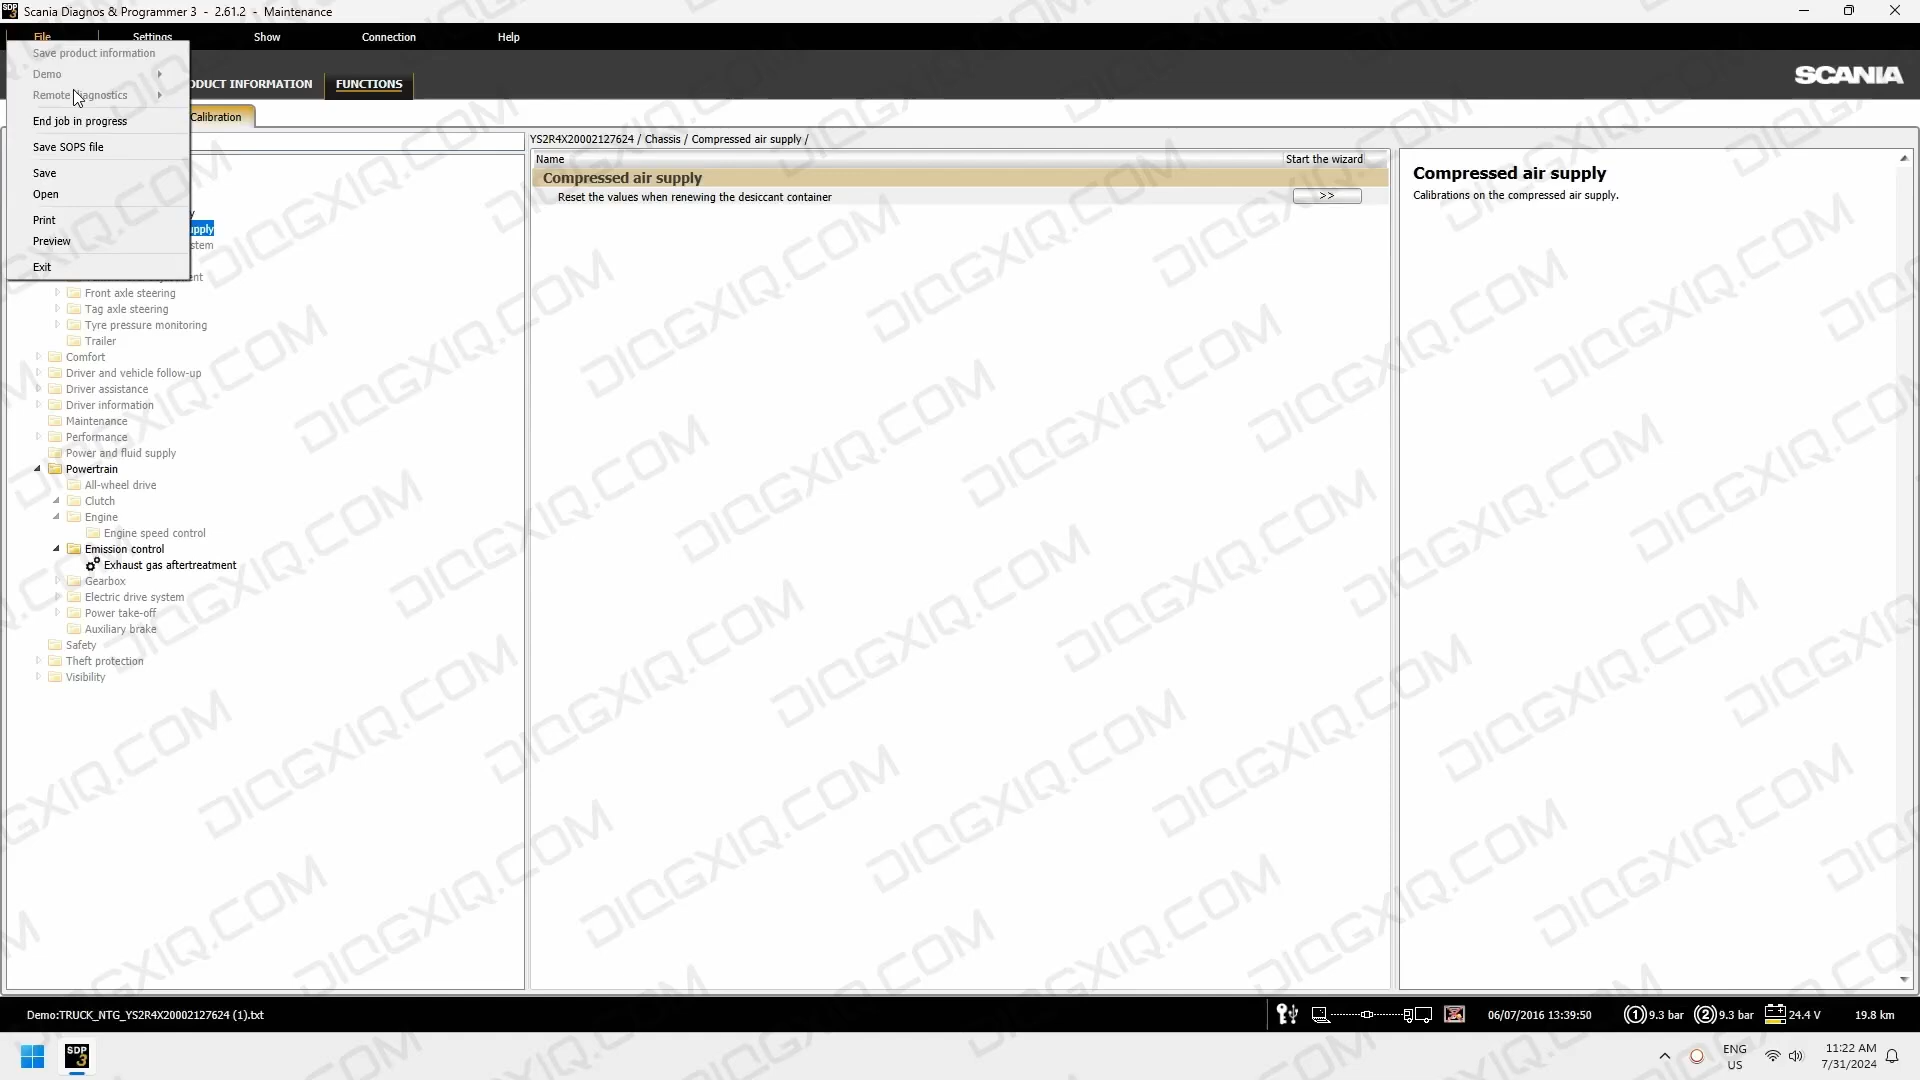 SDP3 Scania Diagnos & Programmer 3 - 2.61.2 - Maintenance
File Settings Show Connection Help
Save product information
Demo
Remote Diagnostics
End job in progress
Save SOPS file
Save
Open
Print
Preview
Exit
DUCT INFORMATION FUNCTIONS
SCANIA
Calibration
YS2R4X20002127624 / Chassis / Compressed air supply /
Name Start the wizard
Compressed air supply
Reset the values when renewing the desiccant container >>
Compressed air supply
Calibrations on the compressed air supply.
Front axle steering
Tag axle steering
Tyre pressure monitoring
Trailer
Comfort
Driver and vehicle follow-up
Driver assistance
Driver information
Maintenance
Performance
Power and fluid supply
Powertrain
All-wheel drive
Clutch
Engine
Engine speed control
Emission control
Exhaust gas aftertreatment
Gearbox
Electric drive system
Power take-off
Auxiliary brake
Safety
Theft protection
Visibility
DIAGXIQ.COM
Demo:TRUCK_NTG_YS2R4X20002127624 (1).txt
06/07/2016 13:39:50 1 9.3 bar 2 9.3 bar 24.4 V 19.8 km
SDP 3
ENG
US
11:22 AM
7/31/2024